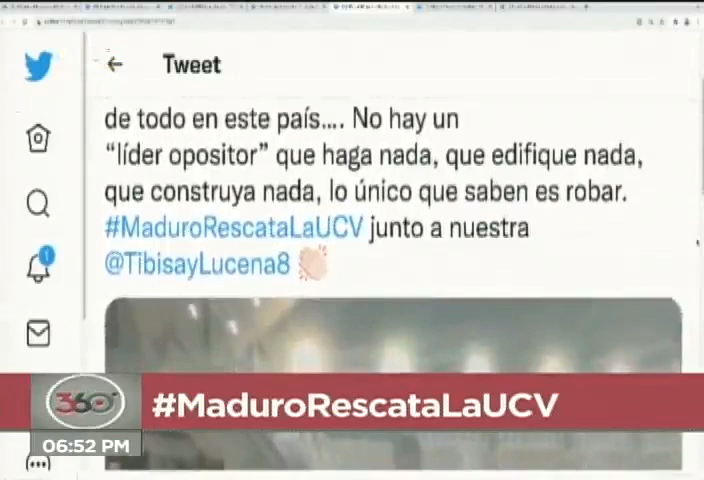 Tweet
de todo en este país.... No hay un
“líder opositor” que haga nada, que edifique nada,
que construya nada, lo único que saben es robar.
#MaduroRescataLaUCV junto a nuestra
@TibisayLucena8
1
360°
#MaduroRescataLaUCV
06:52 PM